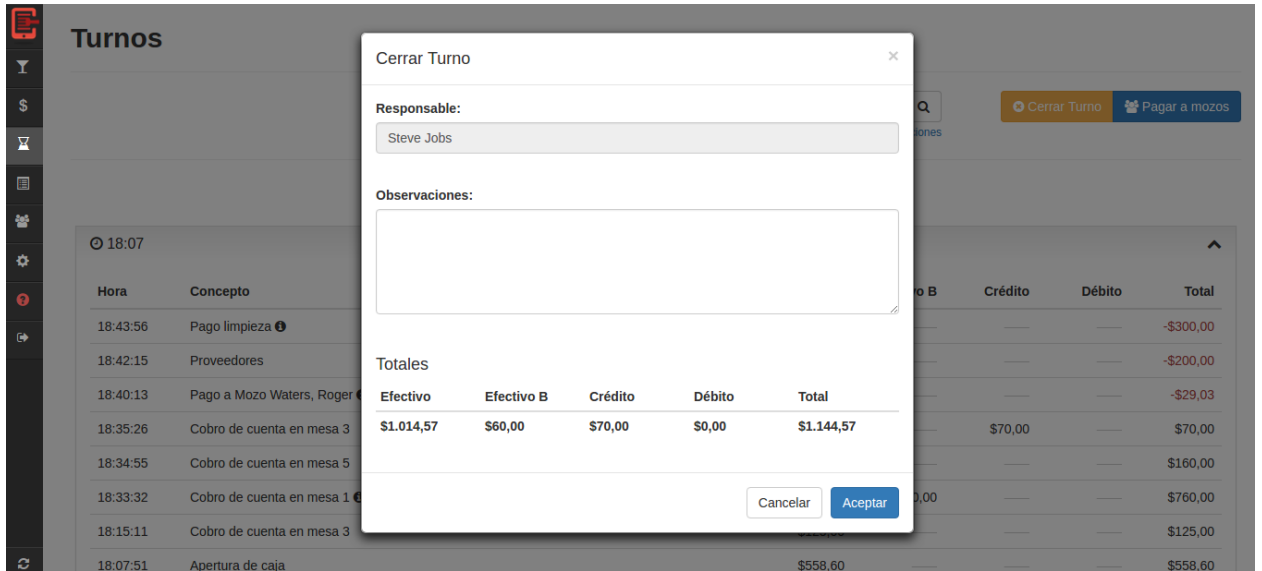 Turnos
Cerrar Turno
×
Responsable:
Steve Jobs
Cerrar Turno
Pagar a mozos
iones
Observaciones:
18:07
Hora Concepto vo B Crédito Débito Total
18:43:56 Pago limpieza -$300,00
18:42:15 Proveedores -$200,00
18:40:13 Pago a Mozo Waters, Roger -$29,03
18:35:26 Cobro de cuenta en mesa 3 $70,00 $70,00
18:34:55 Cobro de cuenta en mesa 5 $160,00
18:33:32 Cobro de cuenta en mesa 1 0,00 $760,00
18:15:11 Cobro de cuenta en mesa 3 $125,00
18:07:51 Apertura de caja $558,60 $558,60
Totales
Efectivo Efectivo B Crédito Débito Total
$1.014,57 $60,00 $70,00 $0,00 $1.144,57
Cancelar Aceptar